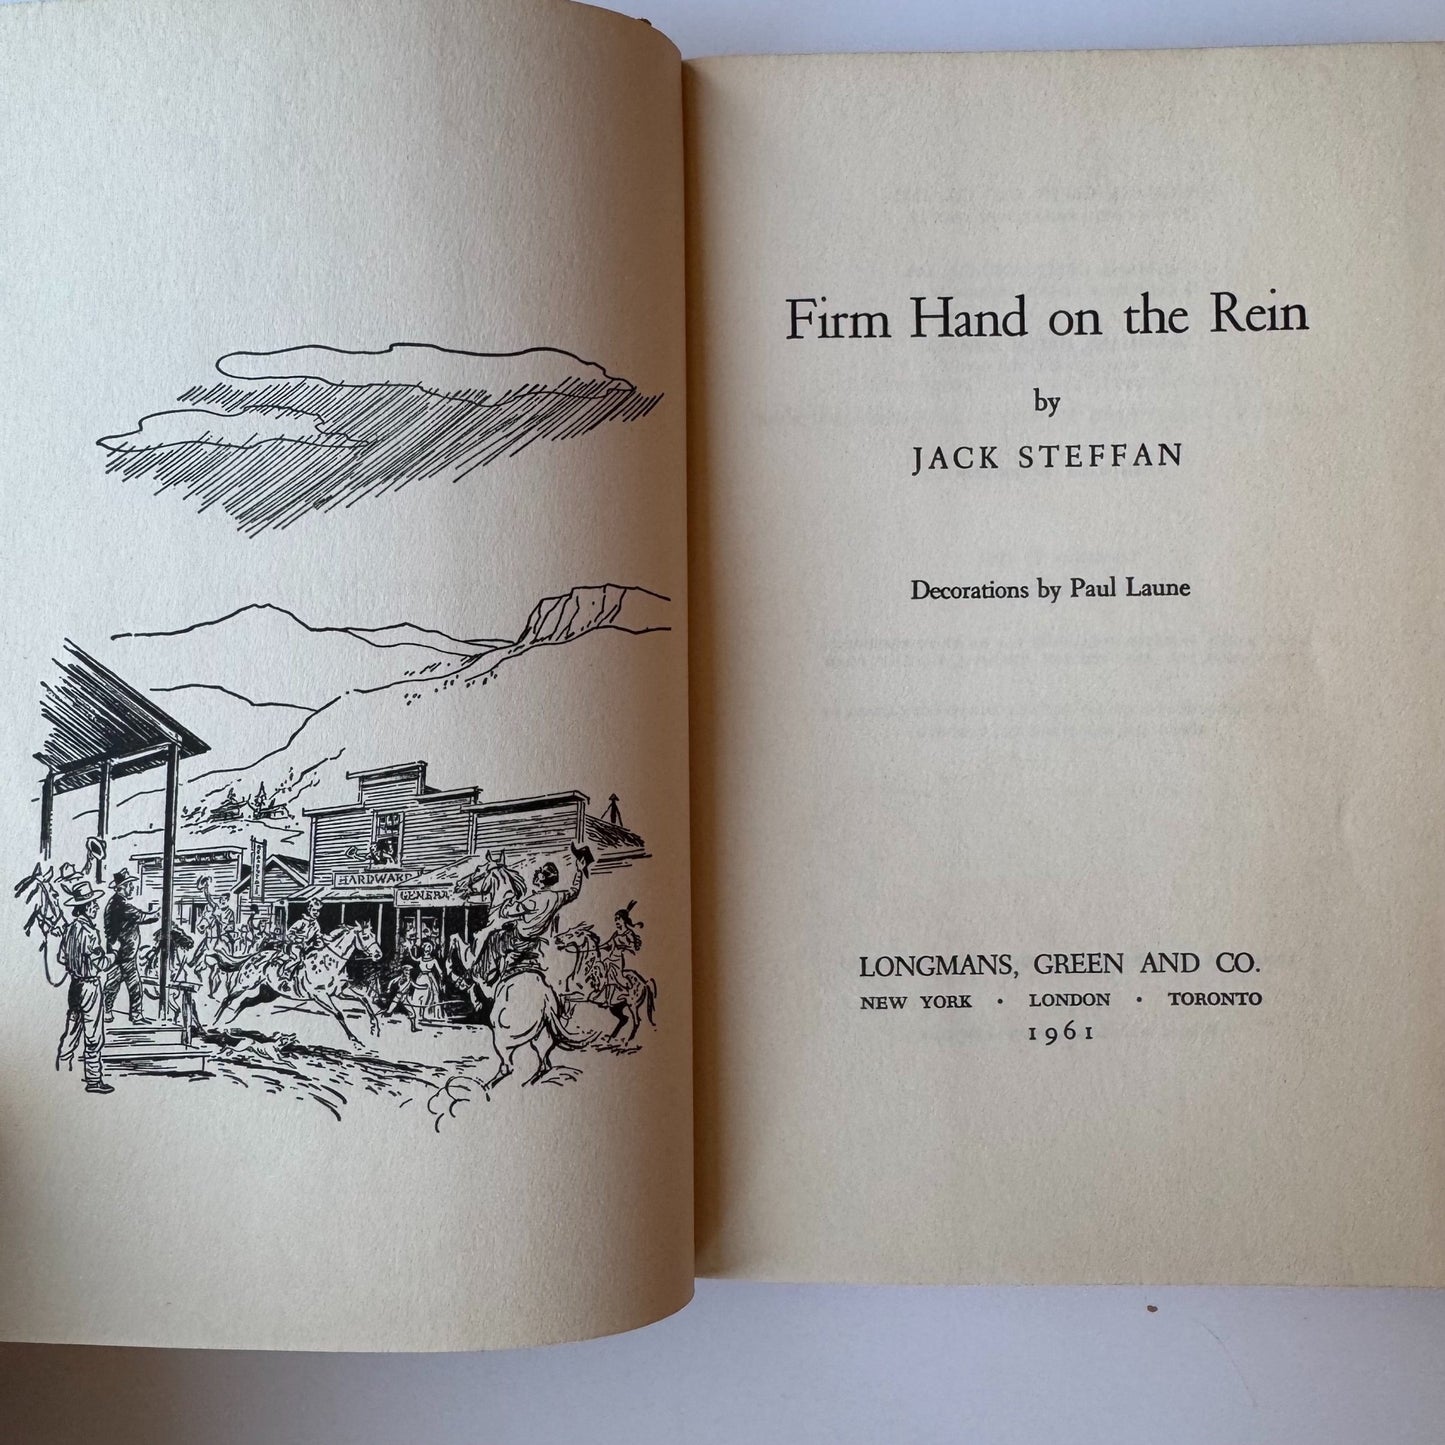 HARDWARE
GENERA
Firm Hand on the Rein
by
JACK STEFFAN
Decorations by Paul Laune
LONGMANS, GREEN AND CO.
NEW YORK • LONDON • TORONTO
1961